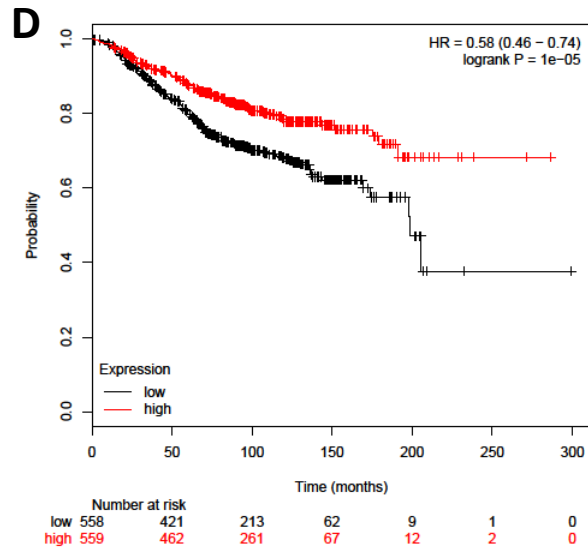 D
HR = 0.58 (0.46 − 0.74)
logrank P = 1e−05
1.0
0.8
0.6
0.4
0.2
0.0
Probability
Expression
low
high
0 50 100 150 200 250 300
Time (months)
Number at risk
low 558 421 213 62 9 1 0
high 559 462 261 67 12 2 0